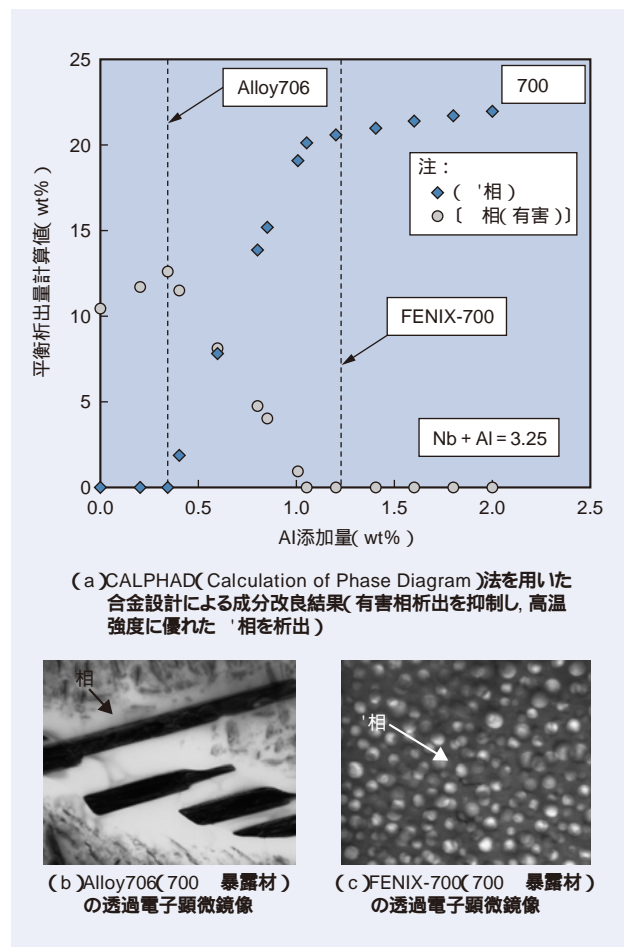 25
20
15
10
5
0
平衡析出量計算値(wt%)
Alloy706
700
注:
( '相)
〔 相(有害)〕
FENIX-700
Nb + Al = 3.25
0.0 0.5 1.0 1.5 2.0 2.5
Al添加量(wt%)
(a)CALPHAD(Calculation of Phase Diagram)法を用いた
合金設計による成分改良結果(有害相析出を抑制し,高温
強度に優れた '相を析出)
相
'相
(b)Alloy706(700 暴露材)
の透過電子顕微鏡像
(c)FENIX-700(700 暴露材)
の透過電子顕微鏡像